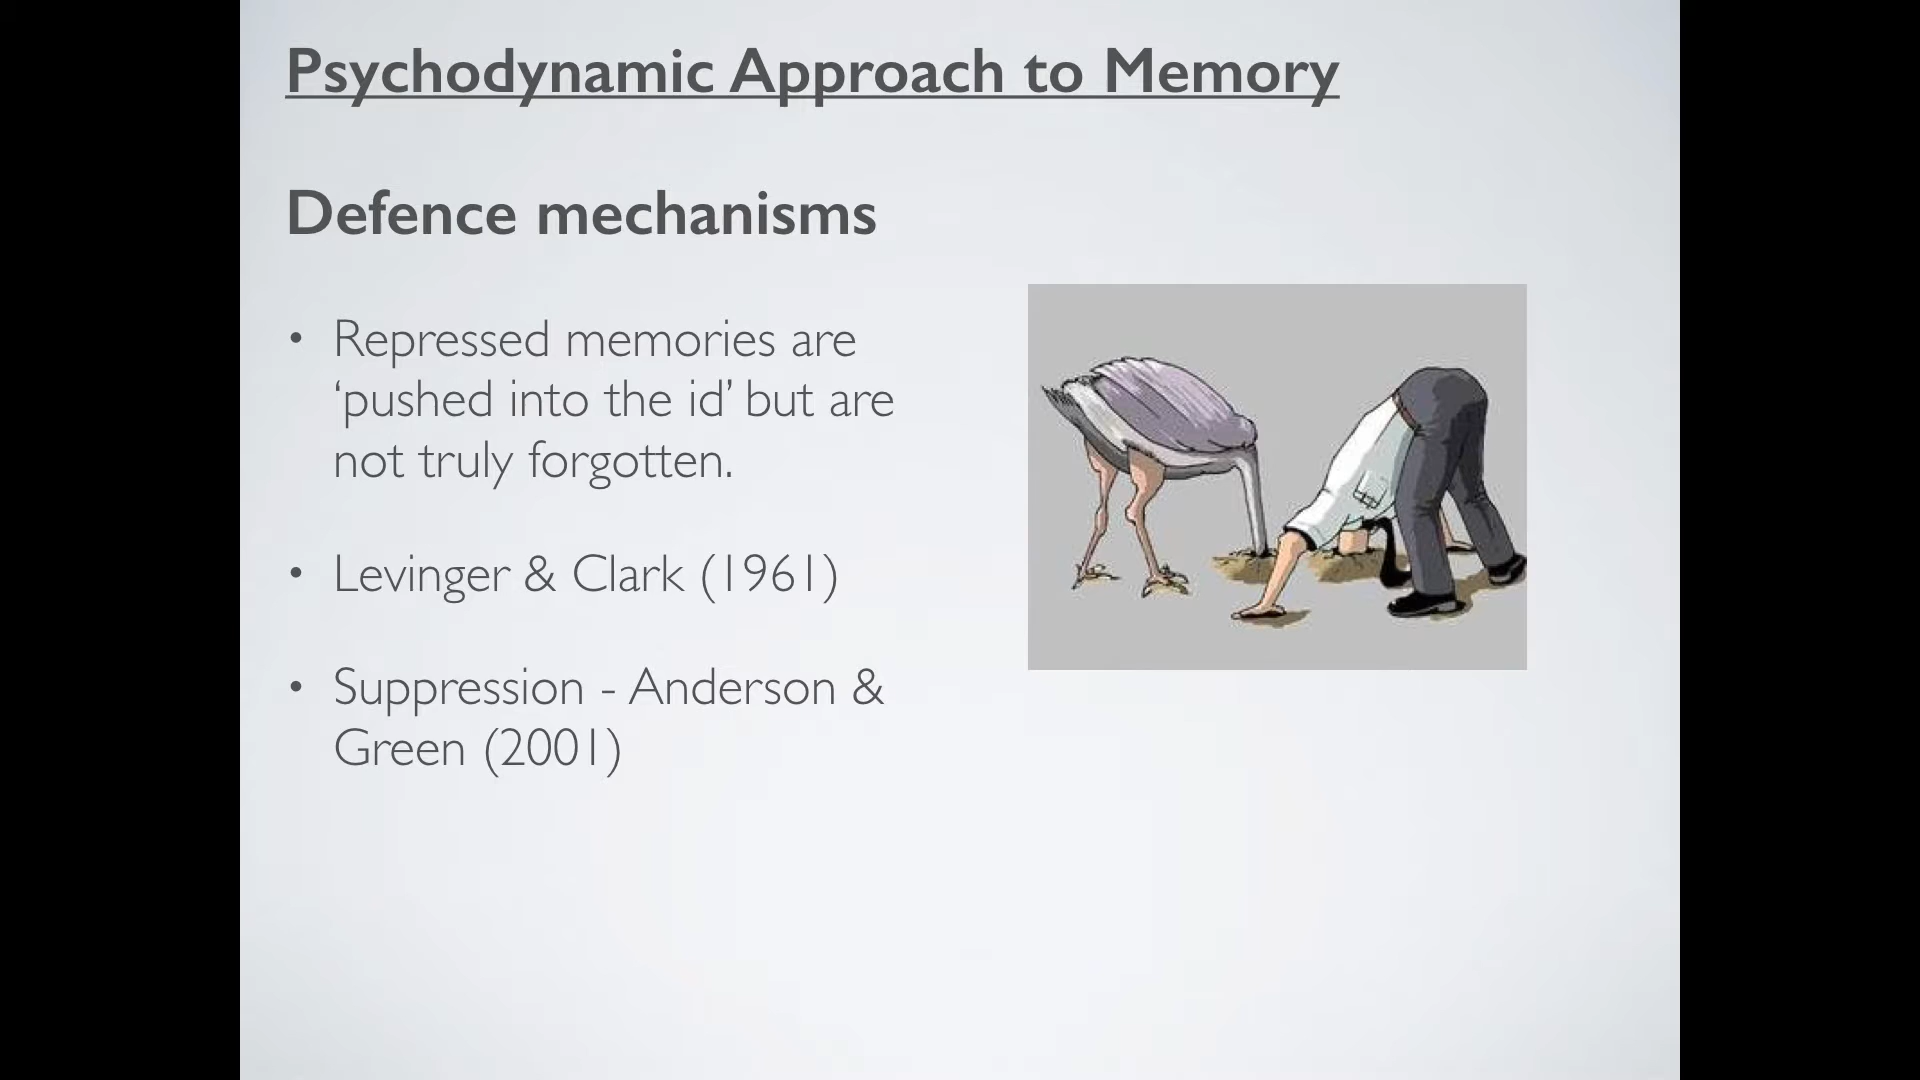 Psychodynamic Approach to Memory
Defence mechanisms
• Repressed memories are
‘pushed into the id’ but are
not truly forgotten.
• Levinger & Clark (1961)
• Suppression - Anderson &
Green (2001)